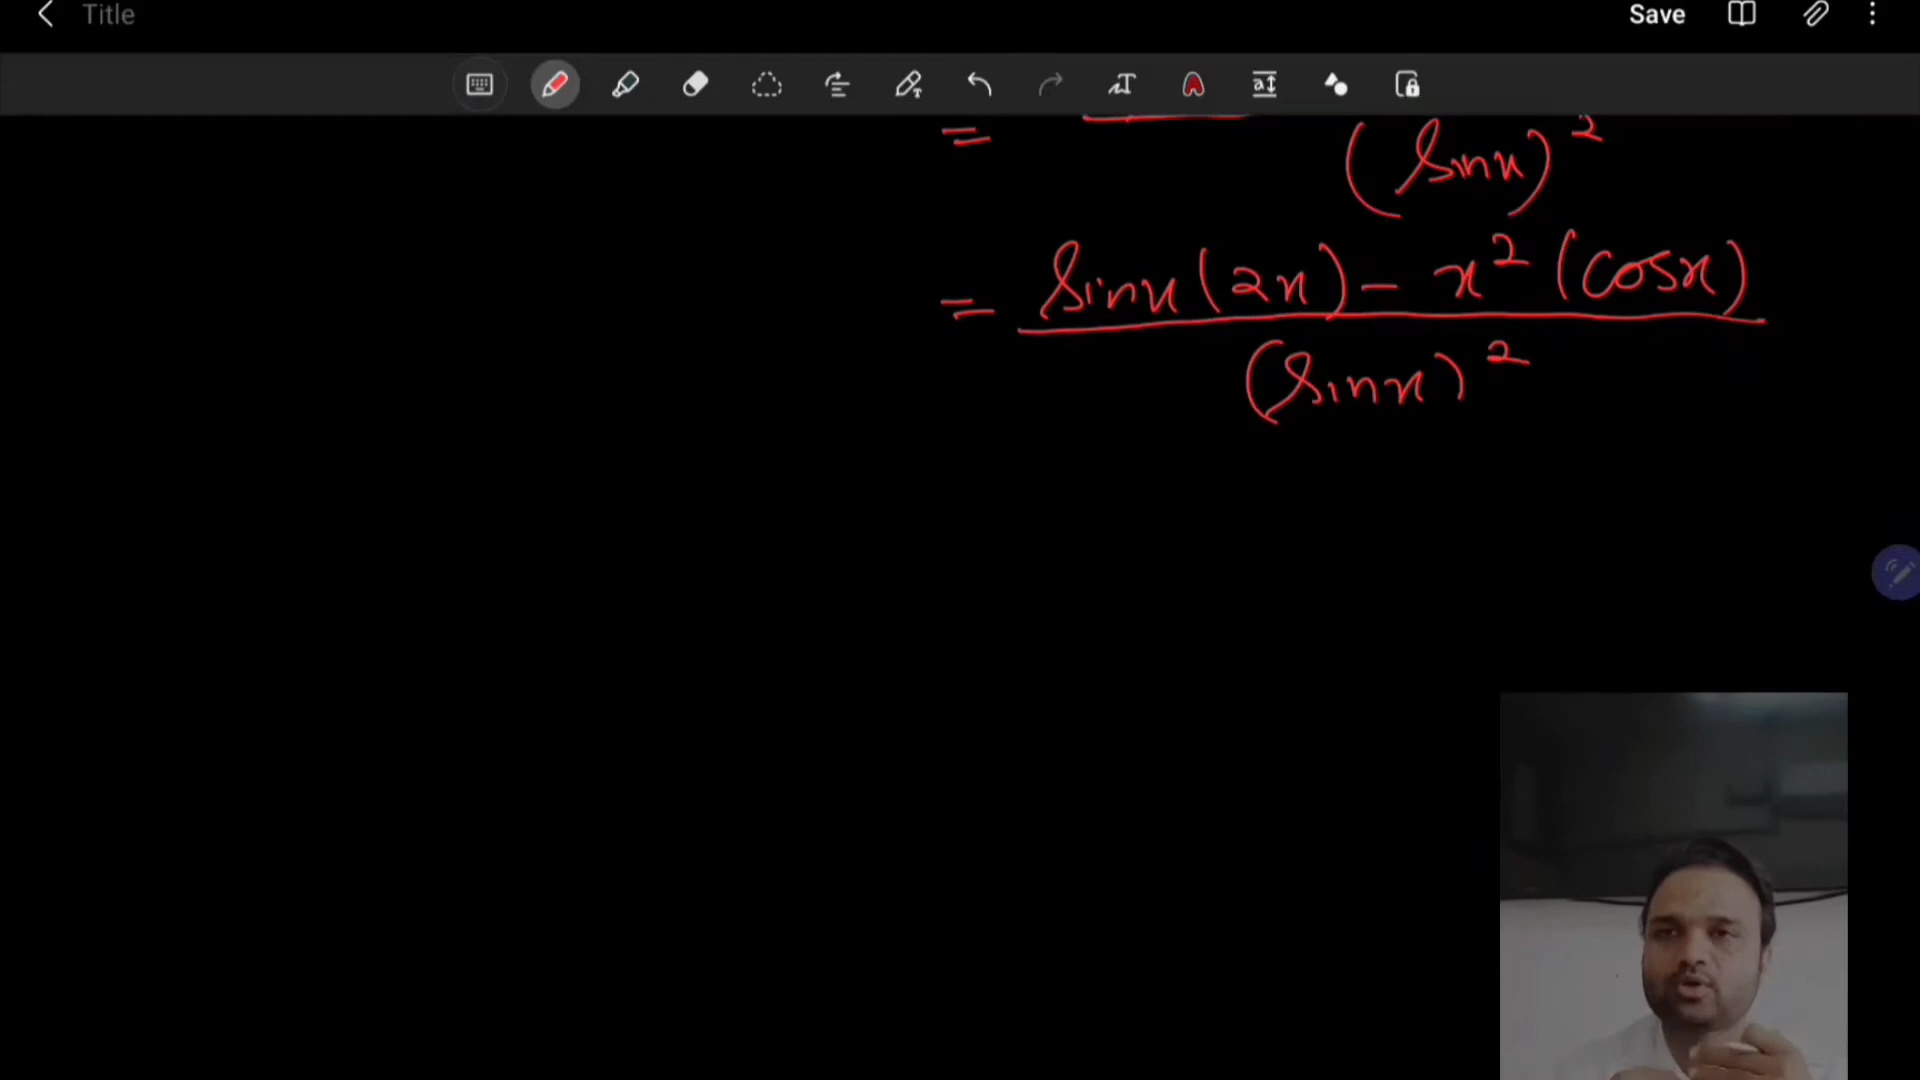 Title Save
= (sinx)²
= sinx(2x) - x²(cosx)
(sinx)²